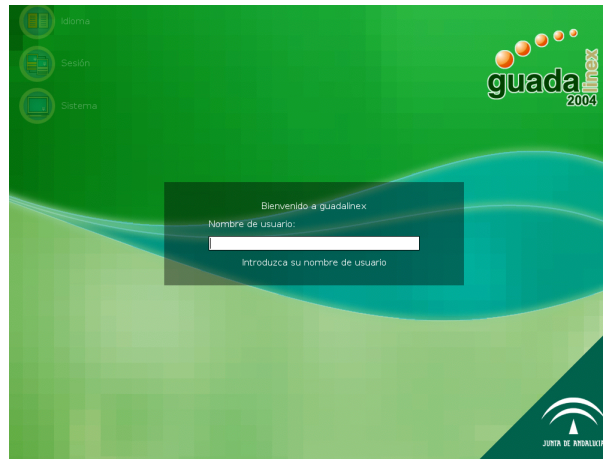 Idioma
Sesión
Sistema
guada
linex
2004
Bienvenido a guadalinex
Nombre de usuario:
Introduzca su nombre de usuario
JUNTA DE ANDALUCIA